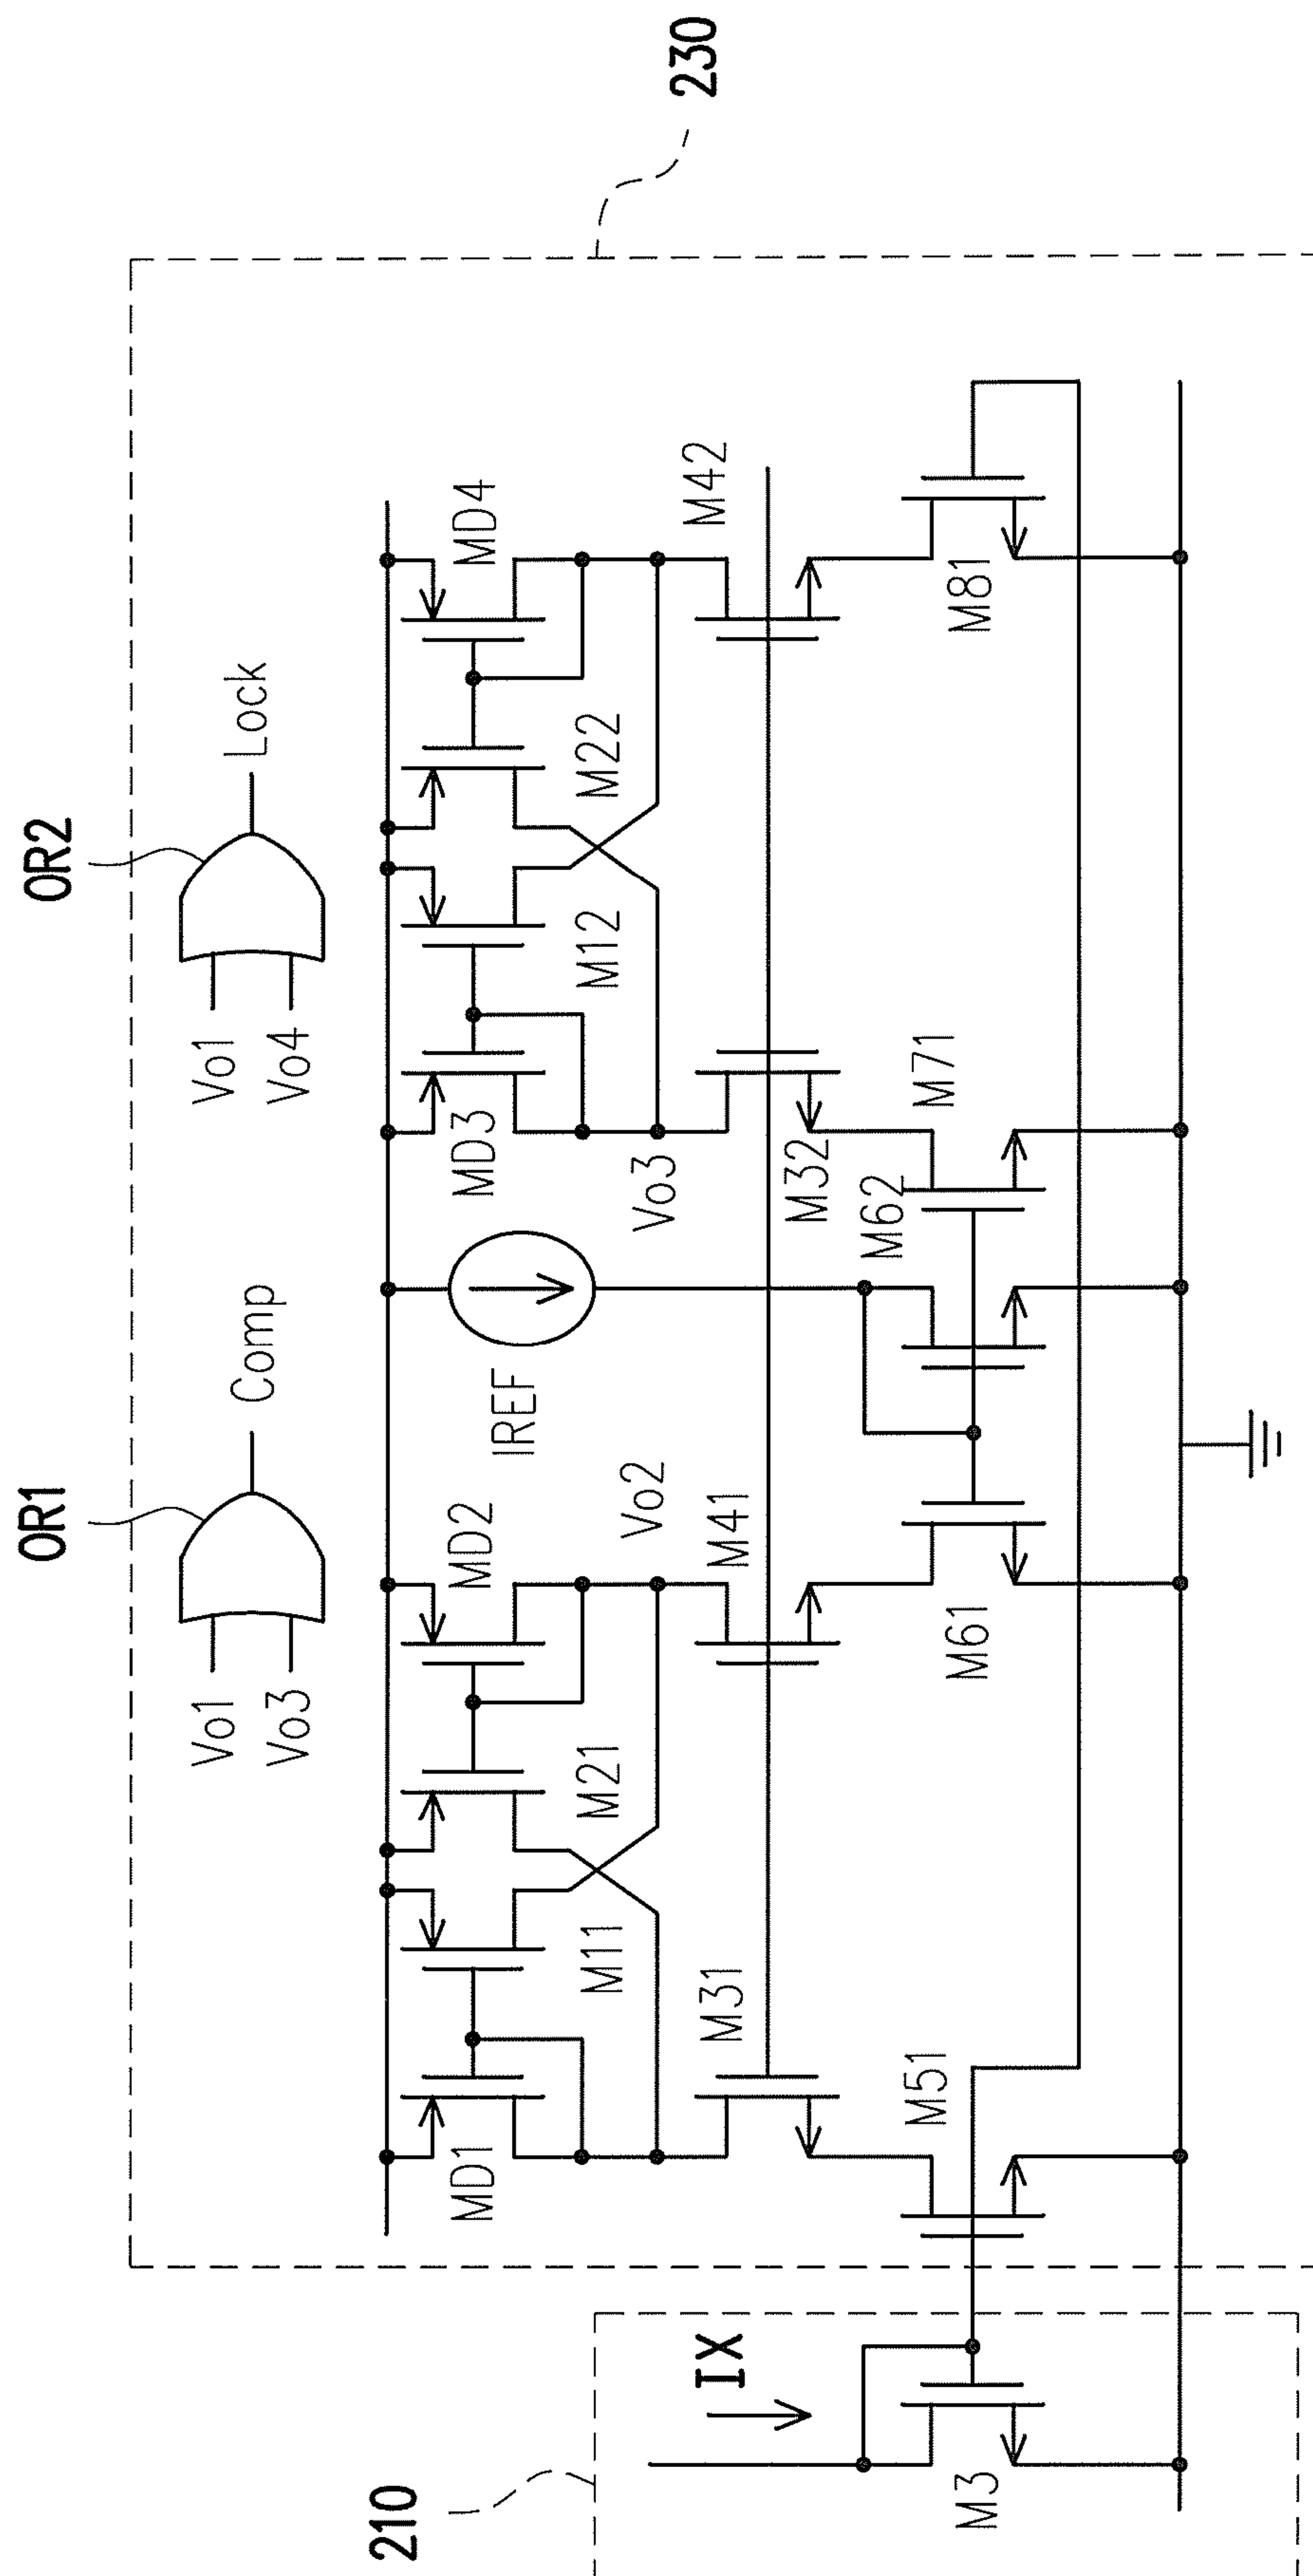 OR1
OR2
Vo1
Vo3
Comp
Vo1
Vo4
Lock
230
MD1
M11
M21
MD2
IREF
MD3
M12
M22
MD4
Vo2
Vo3
210
IX
M31
M41
M32
M42
M3
M51
M61
M62
M71
M81